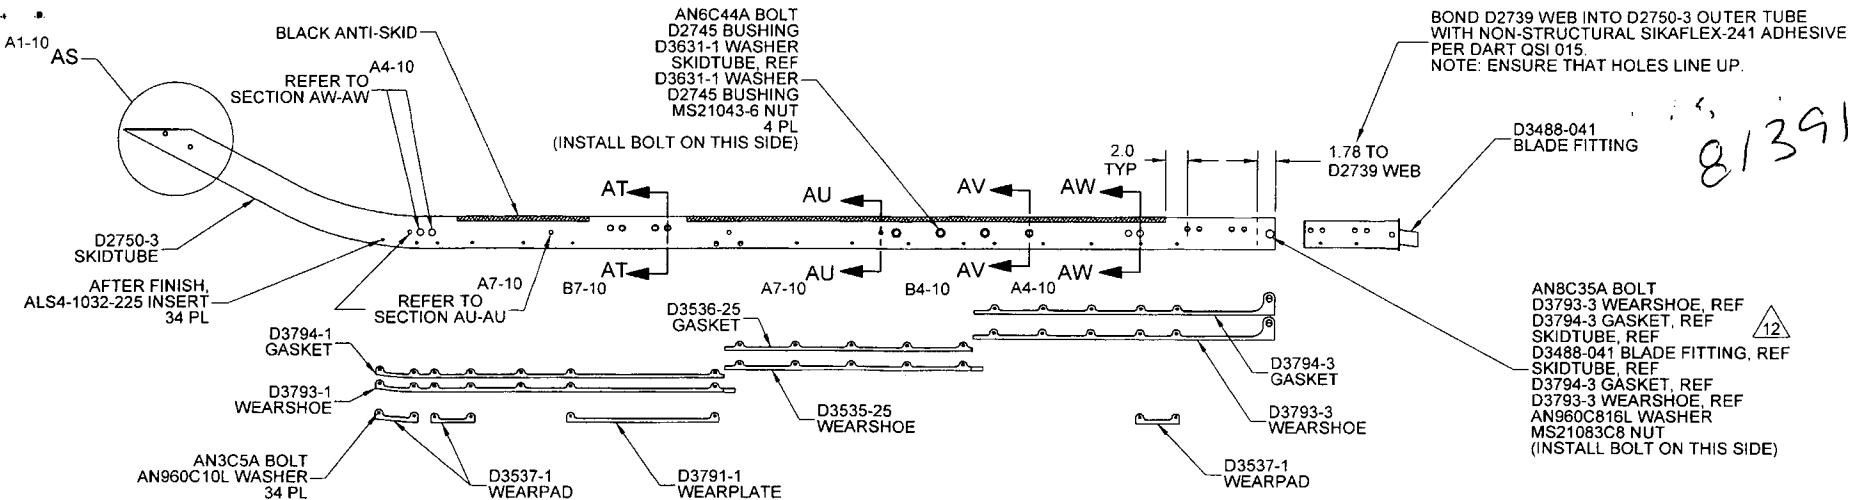 A1-10
AS
BLACK ANTI-SKID
A4-10
REFER TO
SECTION AW-AW
AN6C44A BOLT
D2745 BUSHING
D3631-1 WASHER
SKIDTUBE, REF
D3631-1 WASHER
D2745 BUSHING
MS21043-6 NUT
4 PL
(INSTALL BOLT ON THIS SIDE)
BOND D2739 WEB INTO D2750-3 OUTER TUBE
WITH NON-STRUCTURAL SIKAFLEX-241 ADHESIVE
PER DART QSI 015.
NOTE: ENSURE THAT HOLES LINE UP.
81391
D3488-041
BLADE FITTING
2.0
TYP
1.78 TO
D2739 WEB
AT
AU
AV
AW
D2750-3
SKIDTUBE
AT
AU
AV
AW
AFTER FINISH,
ALS4-1032-225 INSERT
34 PL
REFER TO
SECTION AU-AU
A7-10
B7-10
A7-10
B4-10
A4-10
AN8C35A BOLT
D3793-3 WEARSHOE, REF
D3794-3 GASKET, REF
SKIDTUBE, REF
D3488-041 BLADE FITTING, REF
SKIDTUBE, REF
D3794-3 GASKET, REF
D3793-3 WEARSHOE, REF
AN960C816L WASHER
MS21083C8 NUT
(INSTALL BOLT ON THIS SIDE)
12
D3794-1
GASKET
D3536-25
GASKET
D3794-3
GASKET
D3793-1
WEARSHOE
D3535-25
WEARSHOE
D3793-3
WEARSHOE
AN3C5A BOLT
AN960C10L WASHER
34 PL
D3537-1
WEARPAD
D3791-1
WEARPLATE
D3537-1
WEARPAD